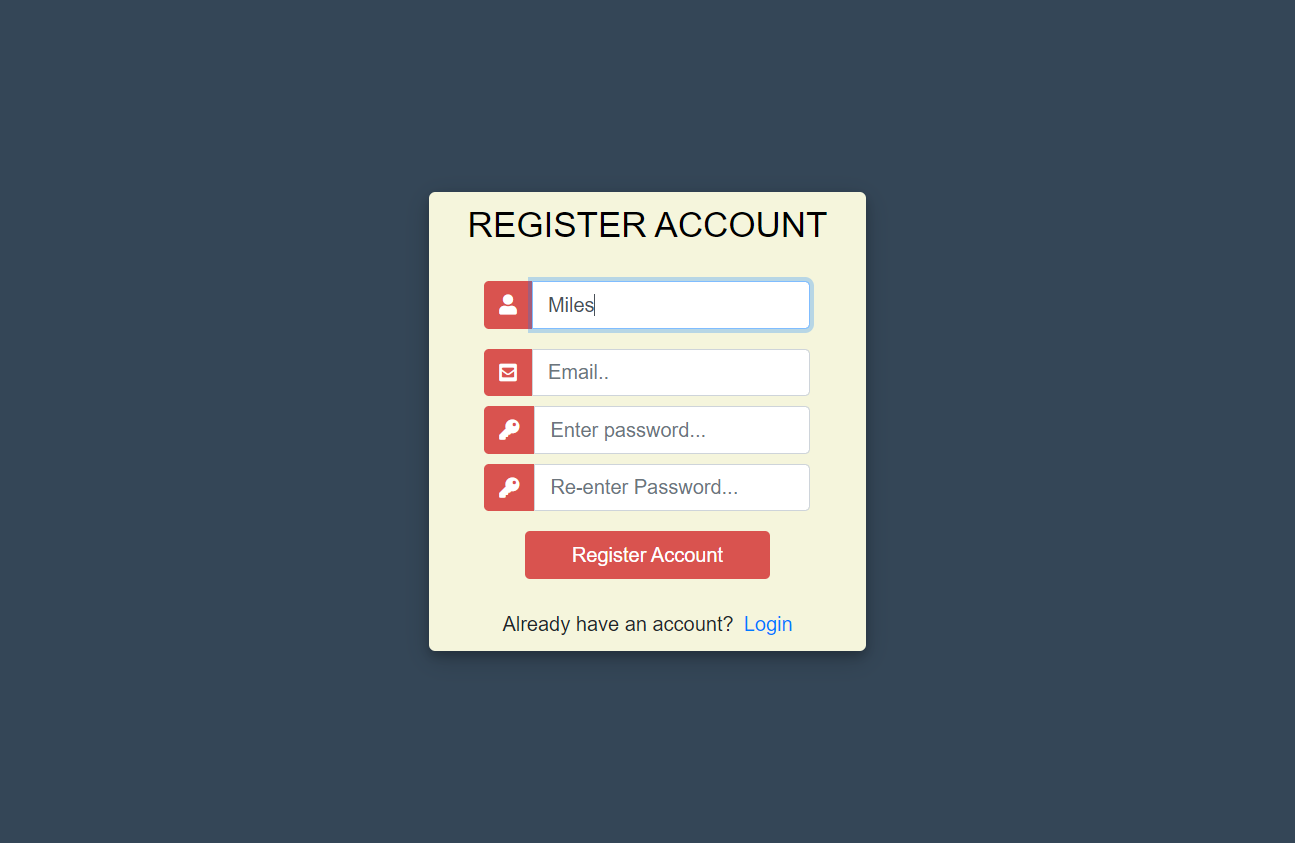 REGISTER ACCOUNT
Miles
Email..
Enter password...
Re-enter Password...
Register Account
Already have an account? Login